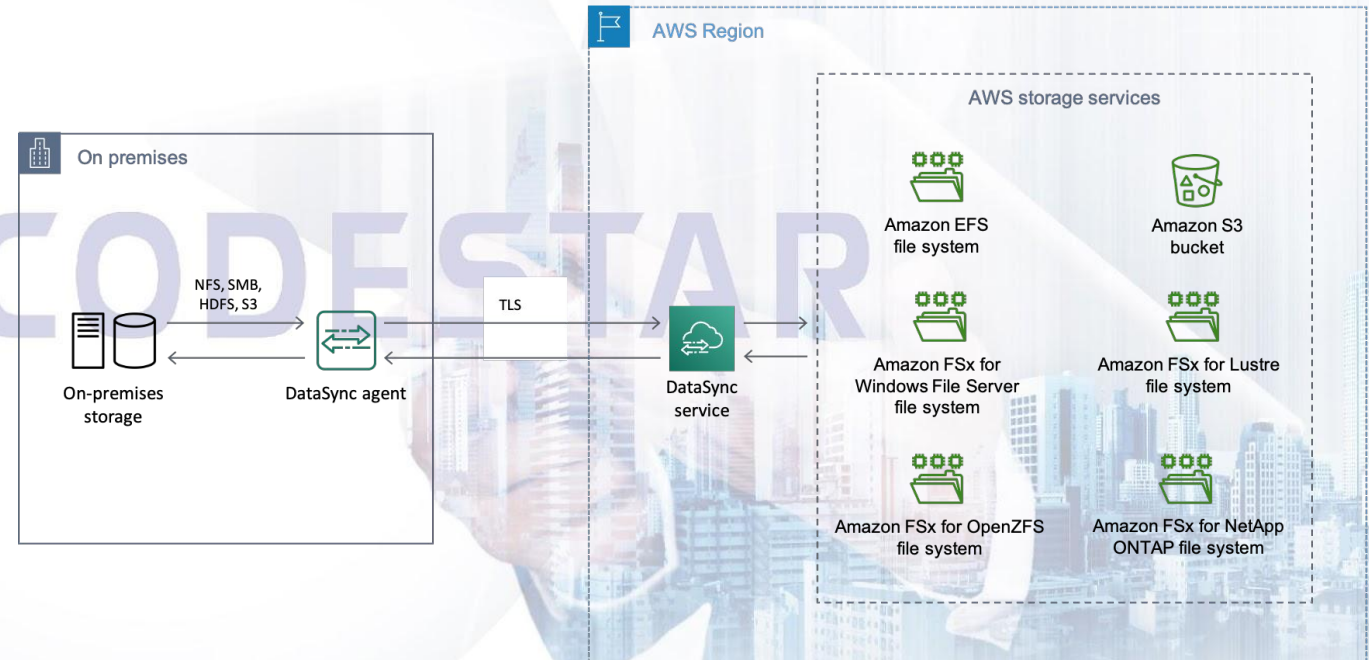 AWS Region
AWS storage services
On premises
CODESTAR
Amazon EFS
file system
Amazon S3
bucket
NFS, SMB,
HDFS, S3
TLS
On-premises
storage
DataSync agent
DataSync
service
Amazon FSx for
Windows File Server
file system
Amazon FSx for Lustre
file system
Amazon FSx for OpenZFS
file system
Amazon FSx for NetApp
ONTAP file system